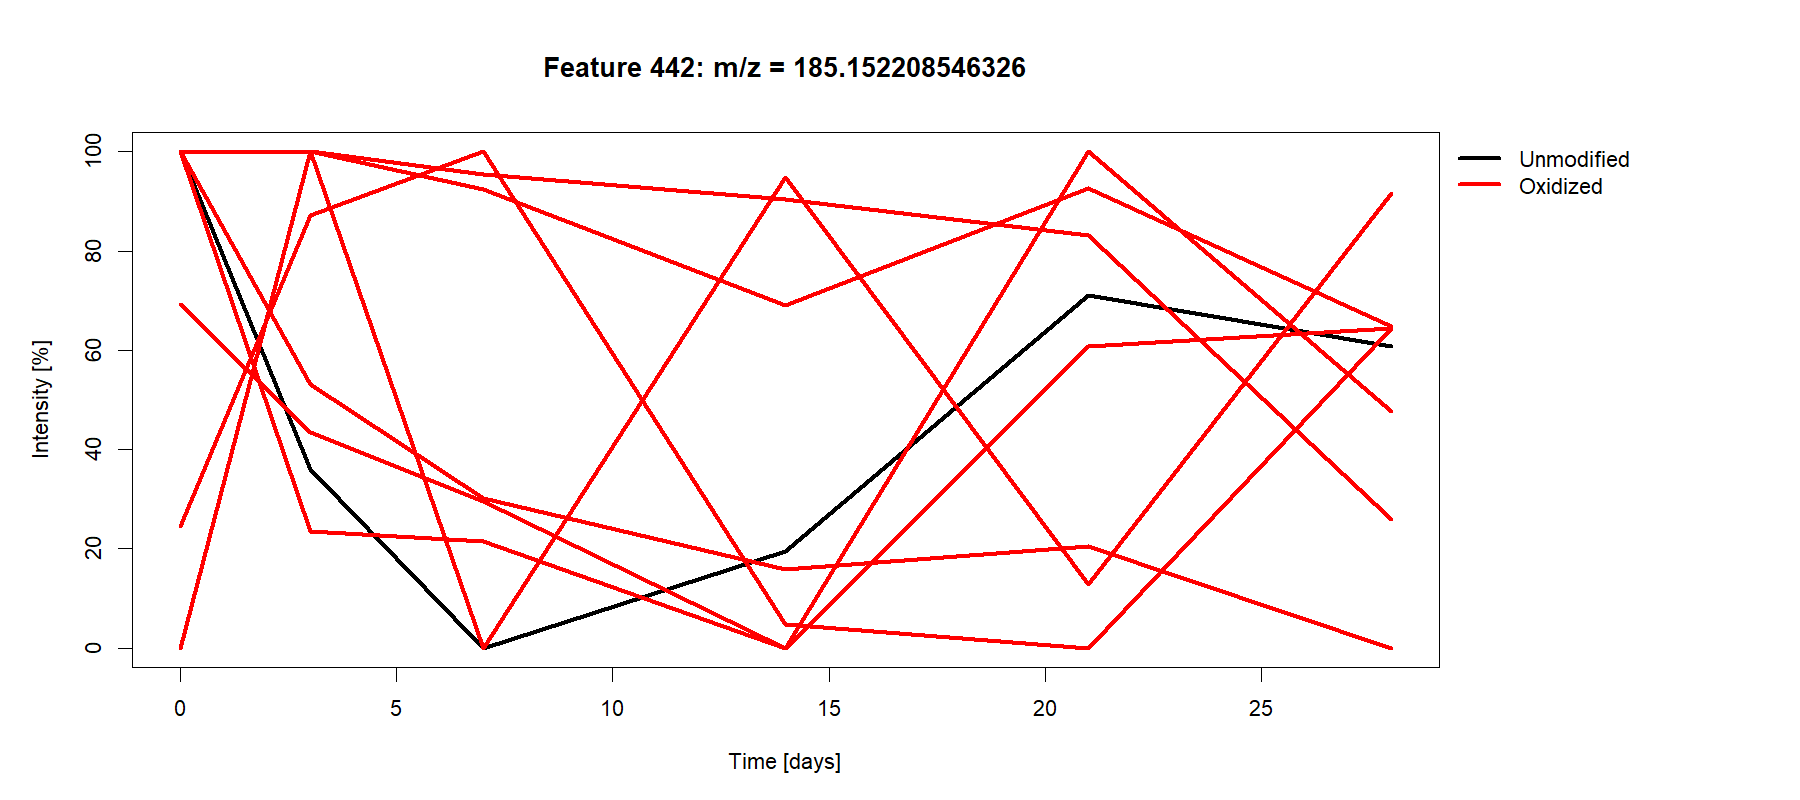 Feature 442: m/z = 185.152208546326
Unmodified
Oxidized
100
80
60
40
20
0
Intensity [%]
0 5 10 15 20 25
Time [days]